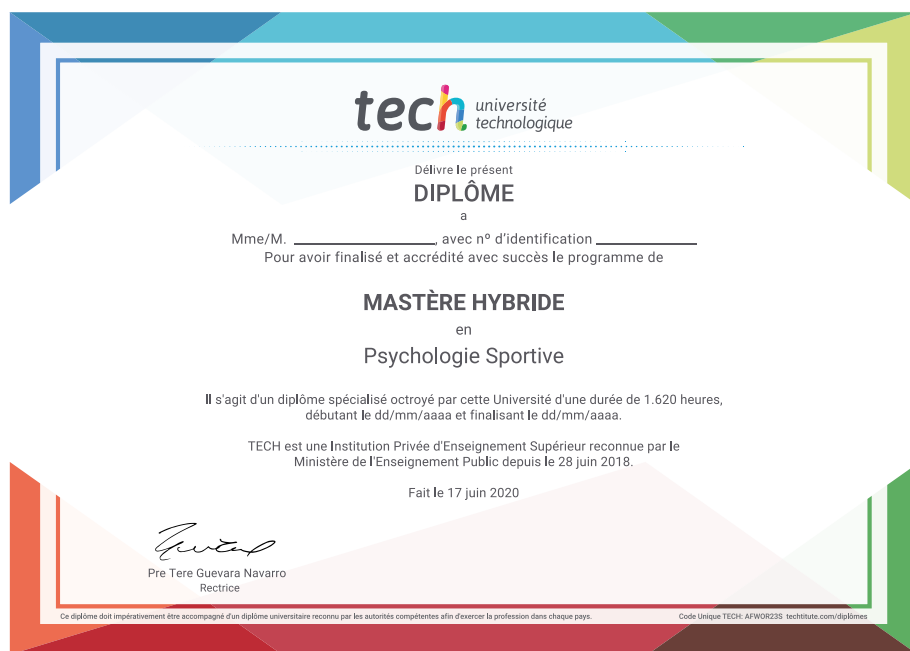 tech université
technologique
Délivre le présent
DIPLÔME
a
Mme/M. ____________________, avec nº d'identification ______________
Pour avoir finalisé et accrédité avec succès le programme de
MASTÈRE HYBRIDE
en
Psychologie Sportive
Il s'agit d'un diplôme spécialisé octroyé par cette Université d'une durée de 1.620 heures,
débutant le dd/mm/aaaa et finalisant le dd/mm/aaaa.
TECH est une Institution Privée d'Enseignement Supérieur reconnue par le
Ministère de l'Enseignement Public depuis le 28 juin 2018.
Fait le 17 juin 2020
Pre Tere Guevara Navarro
Rectrice
Ce diplôme doit impérativement être accompagné d'un diplôme universitaire reconnu par les autorités compétentes afin d'exercer la profession dans chaque pays. Code Unique TECH: AFWOR23S techtitute.com/diplômes